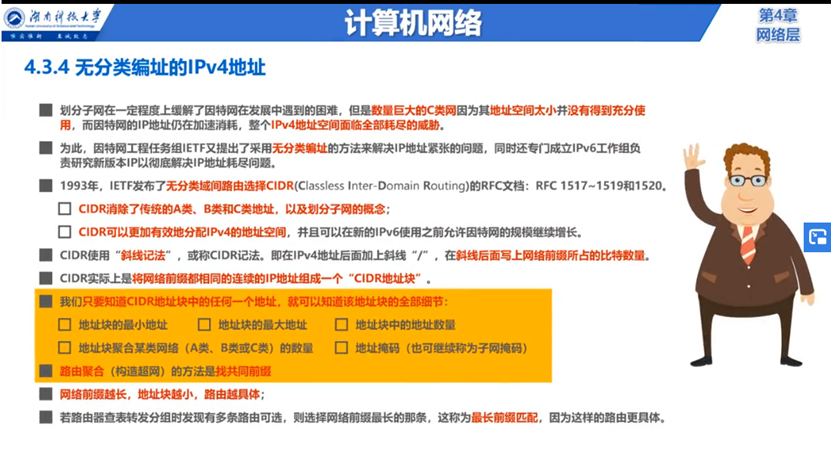 湖南科技大学
计算机网络
第4章
网络层
4.3.4 无分类编址的IPv4地址
划分子网在一定程度上缓解了因特网在发展中遇到的困难，但是数量巨大的C类网因为其地址空间太小并没有得到充分使
用，而因特网的IP地址仍在加速消耗，整个IPv4地址空间面临全部耗尽的威胁。
为此，因特网工程任务组IETF又提出了采用无分类编址的方法来解决IP地址紧张的问题，同时还专门成立IPv6工作组负
责研究新版本IP以彻底解决IP地址耗尽问题。
1993年，IETF发布了无分类域间路由选择CIDR(Classless Inter-Domain Routing)的RFC文档：RFC 1517~1519和1520。
CIDR消除了传统的A类、B类和C类地址，以及划分子网的概念；
CIDR可以更加有效地分配IPv4的地址空间，并且可以在新的IPv6使用之前允许因特网的规模继续增长。
CIDR使用“斜线记法”，或称CIDR记法。即在IPv4地址后面加上斜线“/”，在斜线后面写上网络前缀所占的比特数量。
CIDR实际上是将网络前缀都相同的连续的IP地址组成一个“CIDR地址块”。
我们只要知道CIDR地址块中的任何一个地址，就可以知道该地址块的全部细节：
地址块的最小地址 地址块的最大地址 地址块中的地址数量
地址块聚合某类网络（A类、B类或C类）的数量 地址掩码（也可继续称为子网掩码）
路由聚合（构造超网）的方法是找共同前缀
网络前缀越长，地址块越小，路由越具体；
若路由器查表转发分组时发现有多条路由可选，则选择网络前缀最长的那条，这称为最长前缀匹配，因为这样的路由更具体。